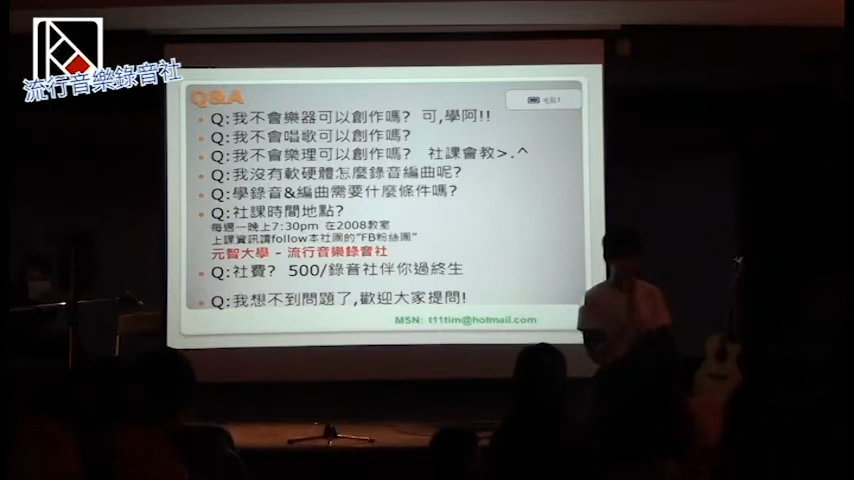 流行音樂錄音社
Q&A
Q:我不會樂器可以創作嗎? 可,學阿!!
Q:我不會唱歌可以創作嗎?
Q:我不會樂理可以創作嗎? 社課會教>.^
Q:我沒有軟硬體怎麼錄音編曲呢?
Q:學錄音&編曲需要什麼條件嗎?
Q:社課時間地點?
每週一晚上7:30pm 在2008教室
上課資訊請follow本社團的"FB粉絲團"
元智大學 - 流行音樂錄音社
Q:社費? 500/錄音社伴你過終生
Q:我想不到問題了,歡迎大家提問!
MSN: t11tim@hotmail.com